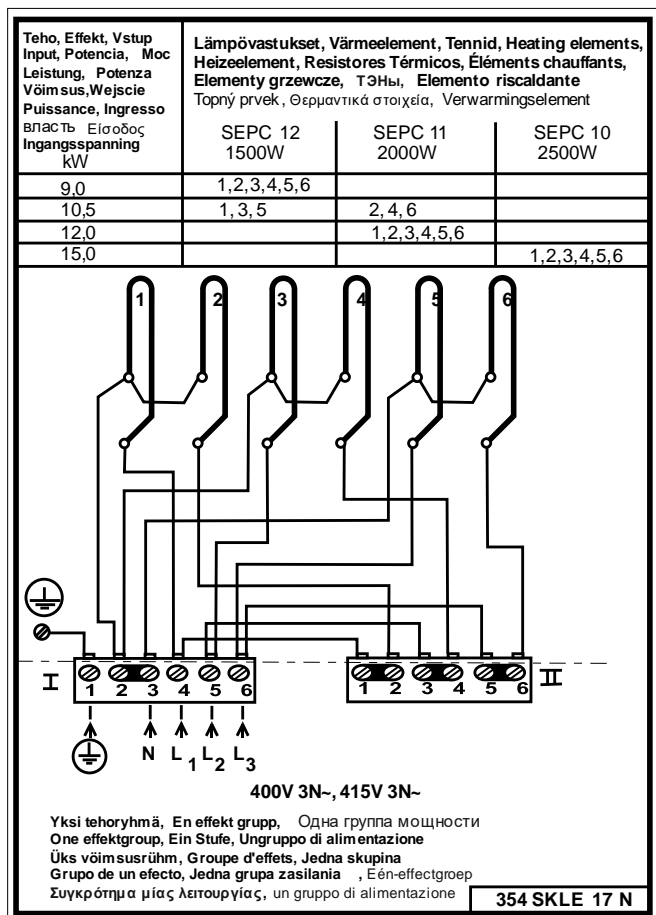 Teho, Effekt, Vstup
Input, Potencia, Moc
Leistung, Potenza
Vöimsus,Wejscie
Puissance, Ingresso
власть Είσοδος
Ingangsspanning
kW
Lämpövastukset, Värmeelement, Tennid, Heating elements,
Heizeelement, Resistores Térmicos, Éléments chauffants,
Elementy grzewcze, ТЭНы, Elemento riscaldante
Topný prvek, Θερμαντικά στοιχεία, Verwarmingselement
SEPC 12 SEPC 11 SEPC 10
1500W 2000W 2500W
9,0 1,2,3,4,5,6
10,5 1, 3, 5 2, 4, 6
12,0 1,2,3,4,5,6
15,0 1,2,3,4,5,6
1 2 3 4 5 6
I 1 2 3 4 5 6 1 2 3 4 5 6 II
N L1 L2 L3
400V 3N~, 415V 3N~
Yksi tehoryhmä, En effekt grupp, Одна группа мощности
One effektgroup, Ein Stufe, Ungruppo di alimentazione
Üks vöimsusrühm, Groupe d'effets, Jedna skupina
Grupo de un efecto, Jedna grupa zasilania , Eén-effectgroep
Συγκρότημα μίας λειτουργίας, un gruppo di alimentazione
354 SKLE 17 N